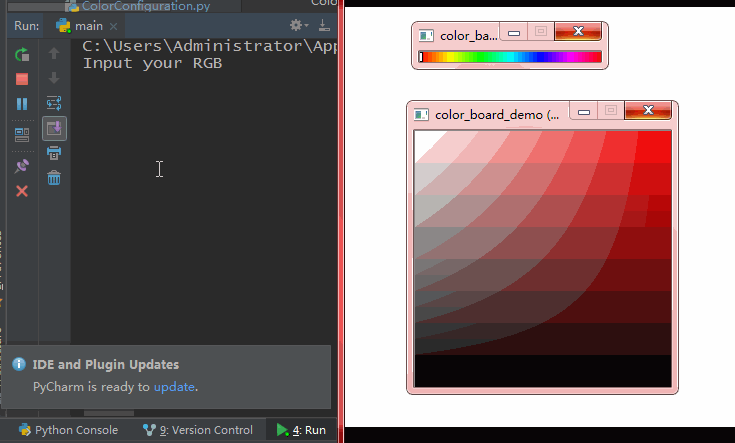 ColorConfiguration.py
Colo
Run: main
C:\Users\Administrator\App
Input your RGB
IDE and Plugin Updates
PyCharm is ready to update.
Python Console
9: Version Control
4: Run
color_ba...
color_board_demo (...